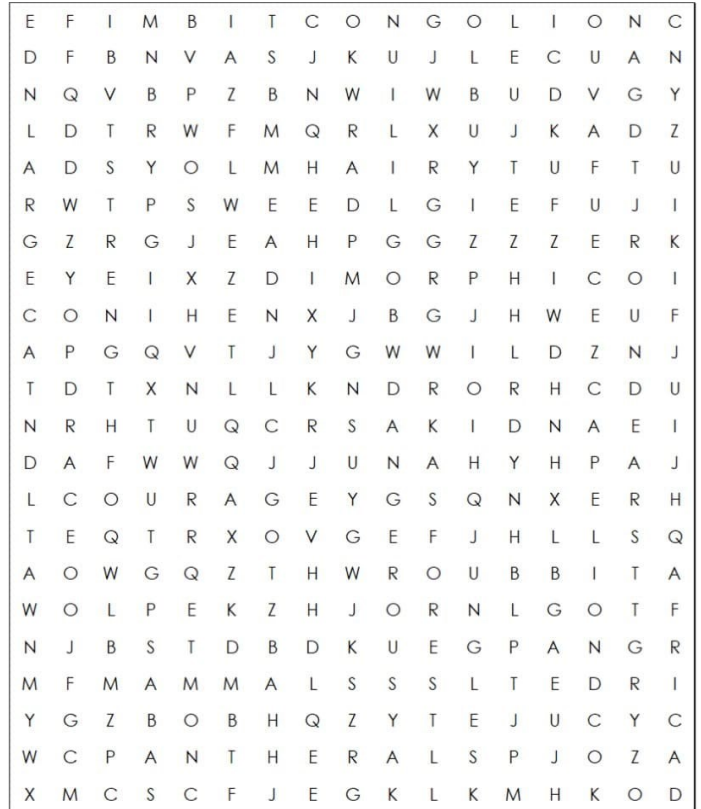 E F I M B I T C O N G O L I O N C
D F B N V A S J K U J L E C U A N
N Q V B P Z B N W I W B U D V G Y
L D T R W F M Q R L X U J K A D Z
A D S Y O L M H A I R Y T U F T U
R W T P S W E E D L G I E F U J I
G Z R G J E A H P G G Z Z Z E R K
E Y E I X Z D I M O R P H I C O I
C O N I H E N X J B G J H W E U F
A P G Q V T J Y G W W I L D Z N J
T D T X N L L K N D R O R H C D U
N R H T U Q C R S A K I D N A E I
D A F W W Q J J U N A H Y H P A J
L C O U R A G E Y G S Q N X E R H
T E Q T R X O V G E F J H L L S Q
A O W G Q Z T H W R O U B B I T A
W O L P E K Z H J O R N L G O T F
N J B S T D B D K U E G P A N G R
M F M A M M A L S S S L T E D R I
Y G Z B O B H Q Z Y T E J U C Y C
W C P A N T H E R A L S P J O Z A
X M C S C F J E G K L K M H K O D